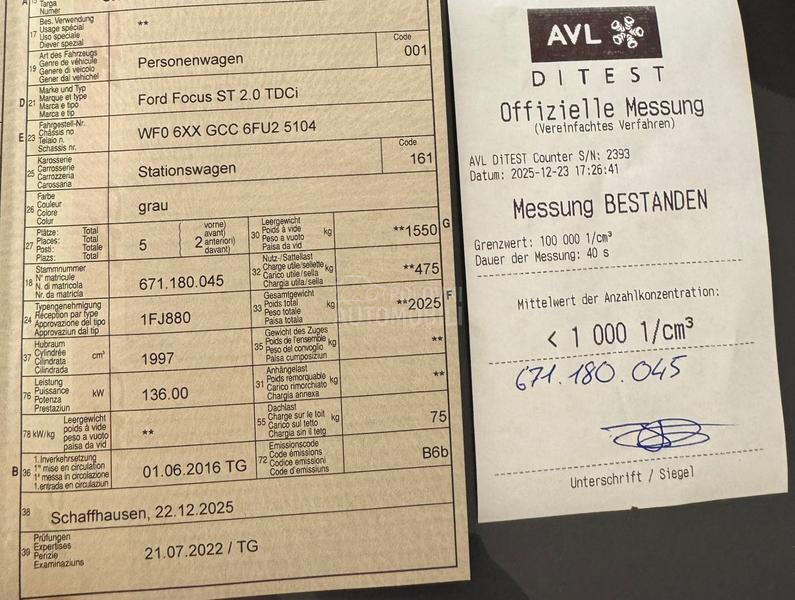 A
Targa
Numer
17
Bes. Verwendung
Usage spécial
Uso speciale
Diever spezial
**
19
Art des Fahrzeugs
Genre de véhicule
Genere di veicolo
Gener dal vehichel
Personenwagen
Code
001
D 21
Marke und Typ
Marque et type
Marca e tipo
Marca e tip
Ford Focus ST 2.0 TDCi
E 23
Fahrgestell-Nr.
Châssis no
Telaio n.
Schassis nr.
WF0 6XX GCC 6FU2 5104
25
Karosserie
Carrosserie
Carrozzeria
Carossaria
Stationswagen
Code
161
26
Farbe
Couleur
Colore
Colur
grau
27
Plätze: Total
Places: Total
Posti: Totale
Plazs: Total
5
2
vorne)
avant)
anteriori)
davant)
30
Leergewicht
Poids à vide
Peso a vuoto
Paisa da vid
kg
**1550
G
18
Stammnummer
N° matricule
N. di matricola
Nr. da matricla
671.180.045
32
Nutz-/Sattellast
Charge utile/sellette
Carico utile/sella
Chargia utila/sella
kg
**475
24
Typengenehmigung
Réception par type
Approvazione del tipo
Approvaziun dal tip
1FJ880
33
Gesamtgewicht
Poids total
Peso totale
Paisa totala
kg
**2025
F
37
Hubraum
Cylindrée
Cilindrata
Cilindrada
cm³
1997
35
Gewicht des Zuges
Poids de l'ensemble
Peso del convoglio
Paisa cumposiziun
kg
**
76
Leistung
Puissance
Potenza
Prestaziun
kW
136.00
31
Anhängelast
Poids remorquable
Carico rimorchiato
Chargia annexa
kg
**
78 kW/kg
Leergewicht
poids à vuide
peso a vuoto
paisa da vid
**
55
Dachlast
Charge sur le toit
Carico sul tetto
Chargia sin il tetg
kg
75
B 36
1.Inverkehrsetzung
1re mise en circulation
1a messa in circolazione
1.entrada en circulaziun
01.06.2016 TG
72
Emissionscode
Code émissions
Codice emissioni
Code d'emissiuns
B6b
38
Schaffhausen, 22.12.2025
39
Prüfungen
Expertises
Perizie
Examinaziuns
21.07.2022 / TG
AVL
DITEST
Offizielle Messung
(Vereinfachtes Verfahren)
AVL DiTEST Counter S/N: 2393
Datum: 2025-12-23 17:26:41
Messung BESTANDEN
Grenzwert: 100 000 1/cm³
Dauer der Messung: 40 s
Mittelwert der Anzahlkonzentration:
< 1 000 1/cm³
671.180.045
Unterschrift / Siegel